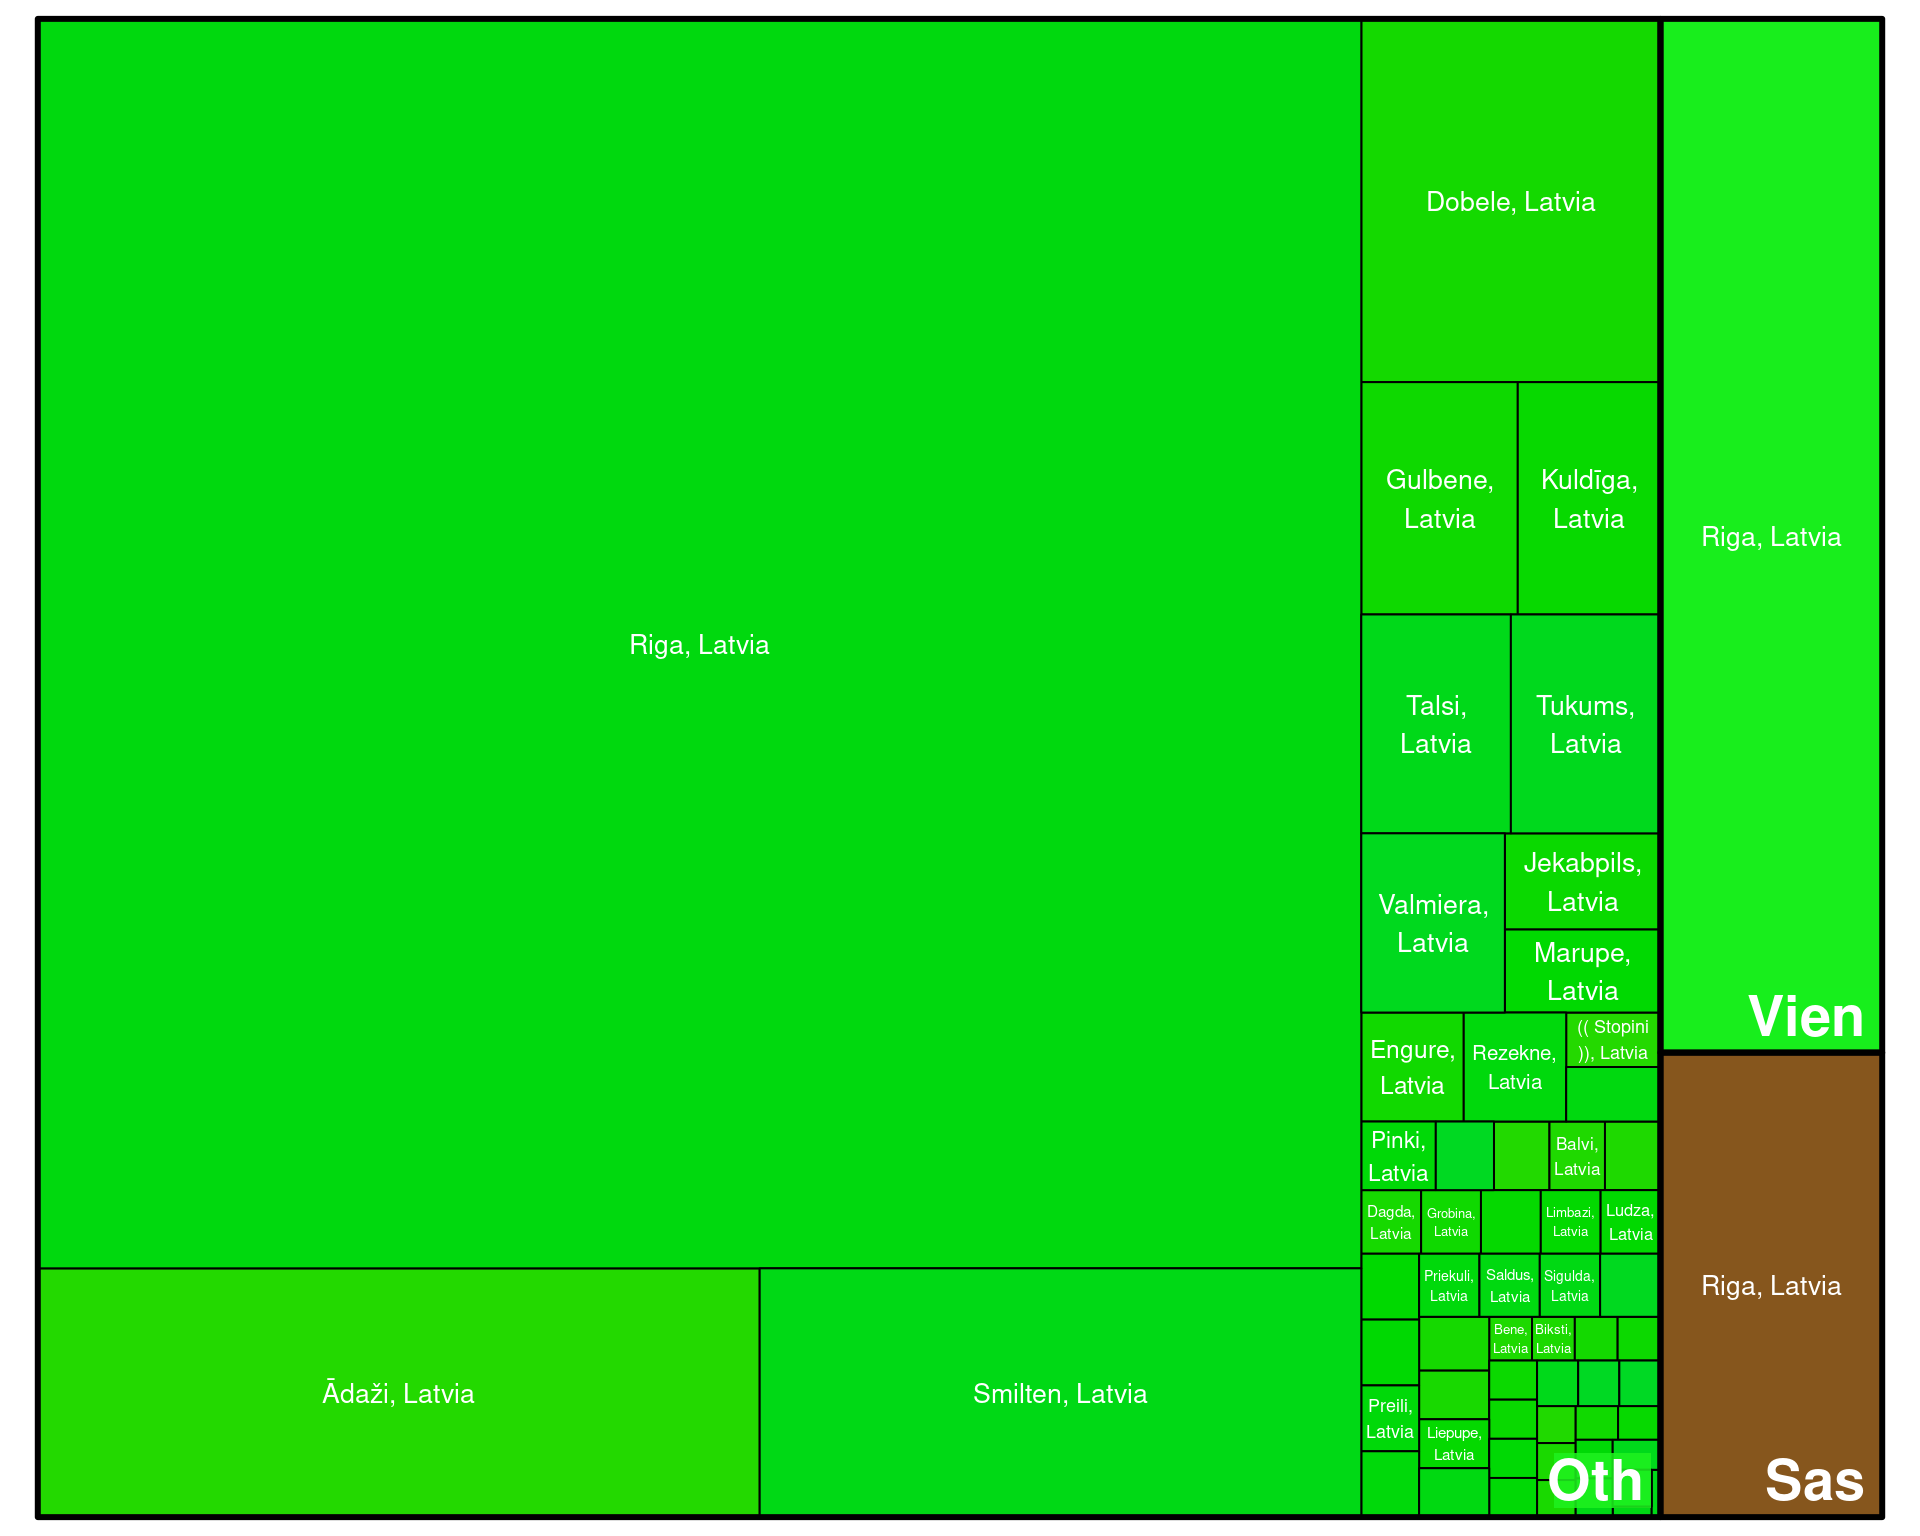 Riga, Latvia
Ādaži, Latvia
Smilten, Latvia
Dobele, Latvia
Gulbene,
Latvia
Kuldīga,
Latvia
Talsi,
Latvia
Tukums,
Latvia
Valmiera,
Latvia
Jekabpils,
Latvia
Marupe,
Latvia
Engure,
Latvia
Rezekne,
Latvia
(( Stopini
)), Latvia
Pinki,
Latvia
Balvi,
Latvia
Dagda,
Latvia
Grobina,
Latvia
Limbazi,
Latvia
Ludza,
Latvia
Priekuli,
Latvia
Saldus,
Latvia
Sigulda,
Latvia
Bene,
Latvia
Biksti,
Latvia
Preili,
Latvia
Liepupe,
Latvia
Oth
Riga, Latvia
Vien
Riga, Latvia
Sas